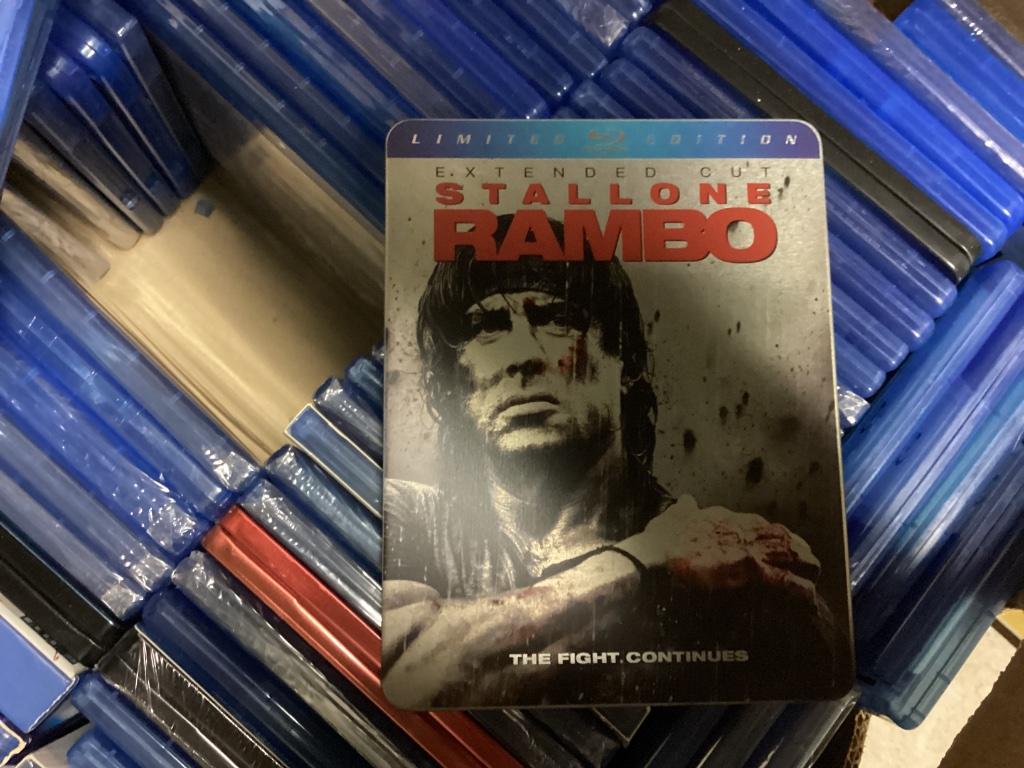 LIMITED EDITION
EXTENDED CUT
STALLONE
RAMBO
THE FIGHT CONTINUES